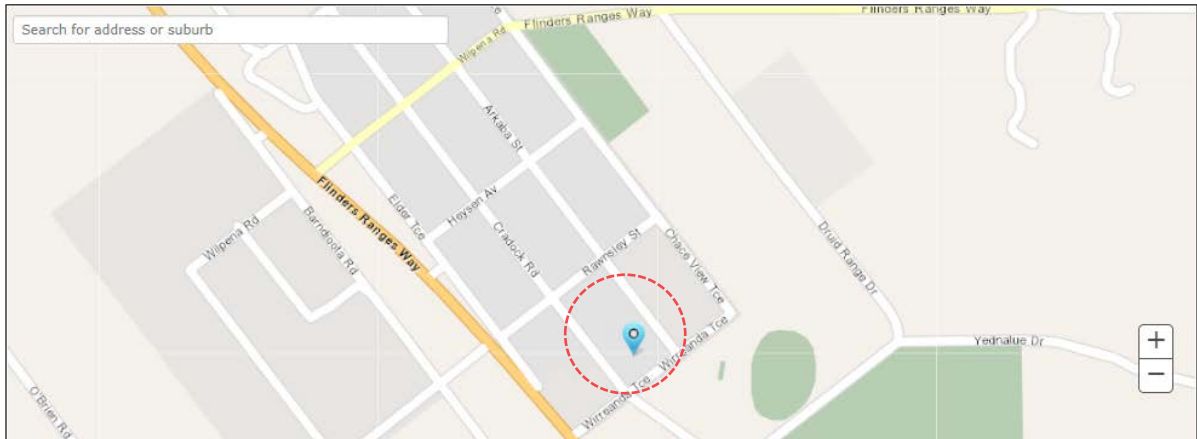 Search for address or suburb
Flinders Ranges Way
Flinders Ranges Way
Wilpena Rd
Arkaba St
Heysen Av
Elder Tce
Flinders Ranges Way
Wilpena Rd
Barndioota Rd
Cradock Rd
Rawnsley St
Chace View Tce
Druid Range Dr
Wirreanda Tce
Yednalue Dr
Wirreanda Tce
O'Brien Rd
+
−